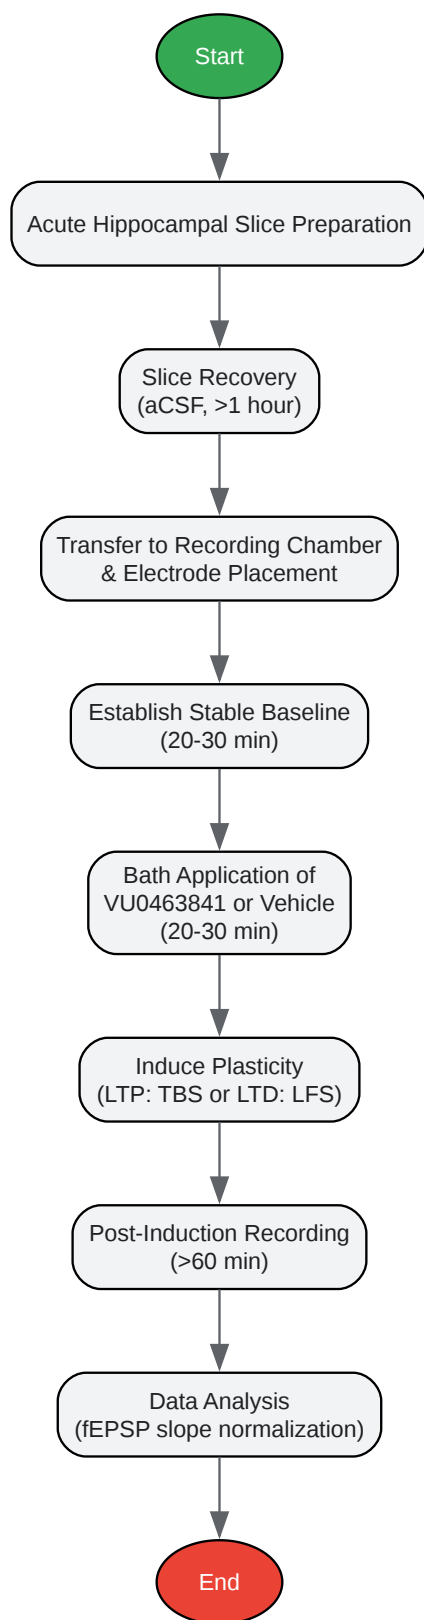 Start
Acute Hippocampal Slice Preparation
Slice Recovery
(aCSF, >1 hour)
Transfer to Recording Chamber
& Electrode Placement
Establish Stable Baseline
(20-30 min)
Bath Application of
VU0463841 or Vehicle
(20-30 min)
Induce Plasticity
(LTP: TBS or LTD: LFS)
Post-Induction Recording
(>60 min)
Data Analysis
(fEPSP slope normalization)
End